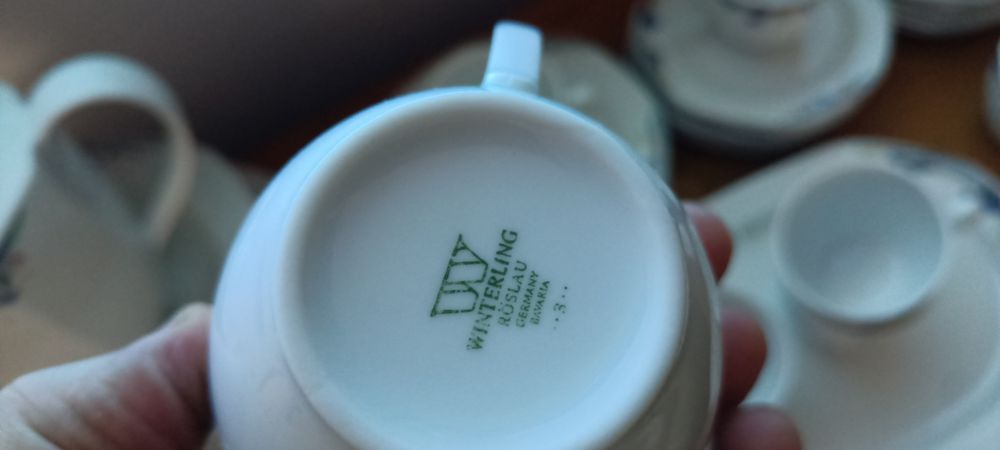 WINTERLING
RÖSLAU
GERMANY
BAVARIA
··3··